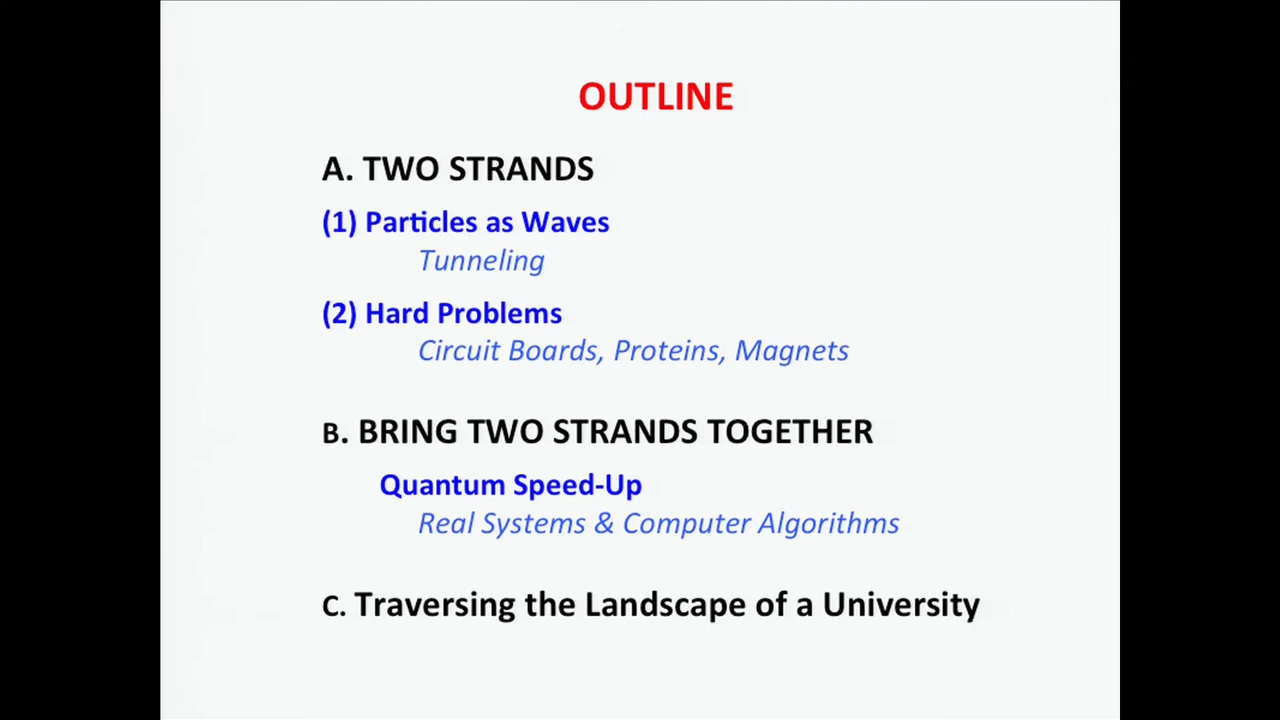 OUTLINE
A. TWO STRANDS
(1) Particles as Waves
Tunneling
(2) Hard Problems
Circuit Boards, Proteins, Magnets
B. BRING TWO STRANDS TOGETHER
Quantum Speed-Up
Real Systems & Computer Algorithms
C. Traversing the Landscape of a University